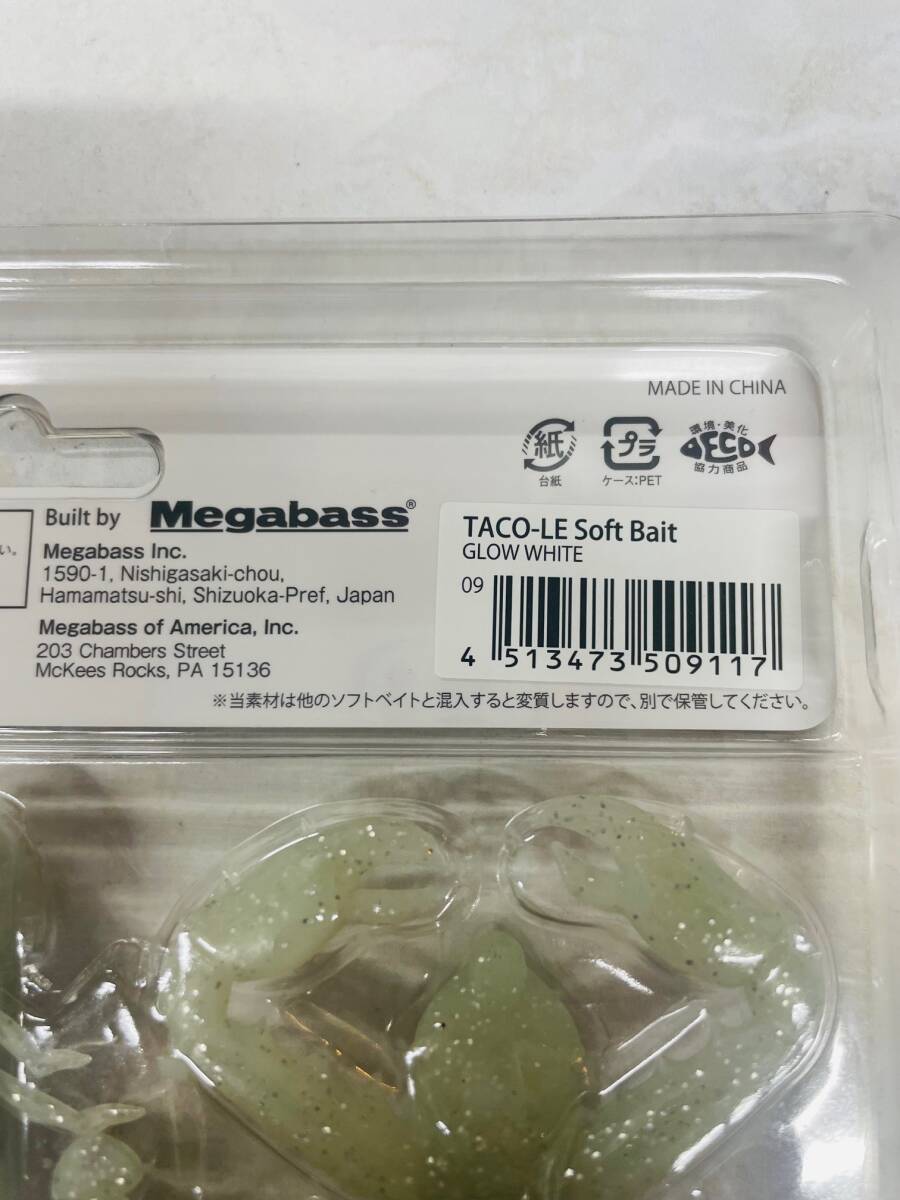 MADE IN CHINA
紙
台紙
プラ
ケース:PET
環境・美化
ECO
協力商品
い。
Built by Megabass®
Megabass Inc.
1590-1, Nishigasaki-chou,
Hamamatsu-shi, Shizuoka-Pref, Japan
Megabass of America, Inc.
203 Chambers Street
McKees Rocks, PA 15136
TACO-LE Soft Bait
GLOW WHITE
09
4 513473 509117
※当素材は他のソフトベイトと混入すると変質しますので、別で保管してください。